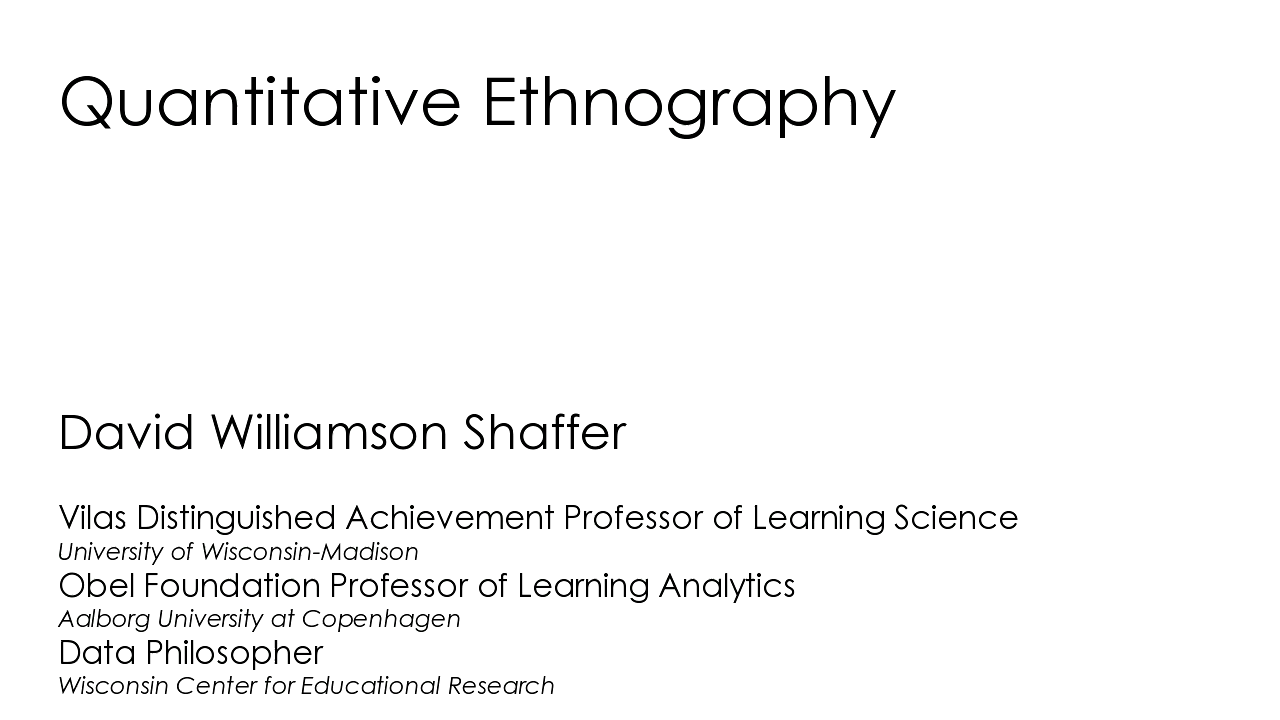 Quantitative Ethnography
David Williamson Shaffer
Vilas Distinguished Achievement Professor of Learning Science
University of Wisconsin-Madison
Obel Foundation Professor of Learning Analytics
Aalborg University at Copenhagen
Data Philosopher
Wisconsin Center for Educational Research